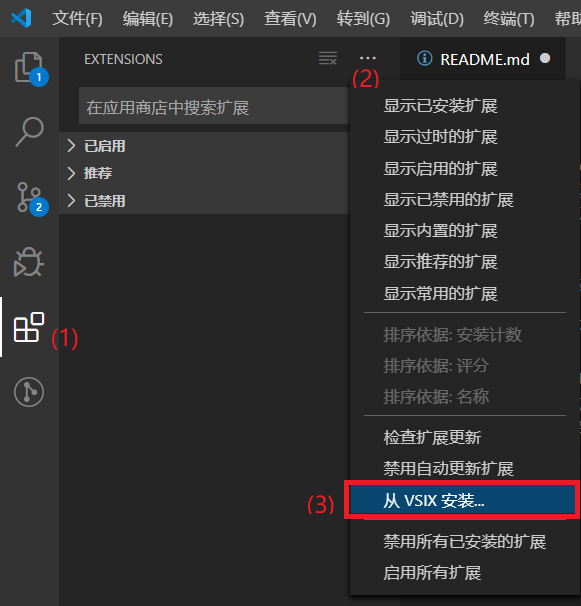 文件(F) 编辑(E) 选择(S) 查看(V) 转到(G) 调试(D) 终端(T)
EXTENSIONS
README.md
1
(2)
在应用商店中搜索扩展
显示已安装扩展
显示过时的扩展
已启用
显示启用的扩展
推荐
显示已禁用的扩展
已禁用
2
显示内置的扩展
显示推荐的扩展
显示常用的扩展
(1)
排序依据: 安装计数
排序依据: 评分
排序依据: 名称
检查扩展更新
禁用自动更新扩展
(3)
从 VSIX 安装...
禁用所有已安装的扩展
启用所有扩展